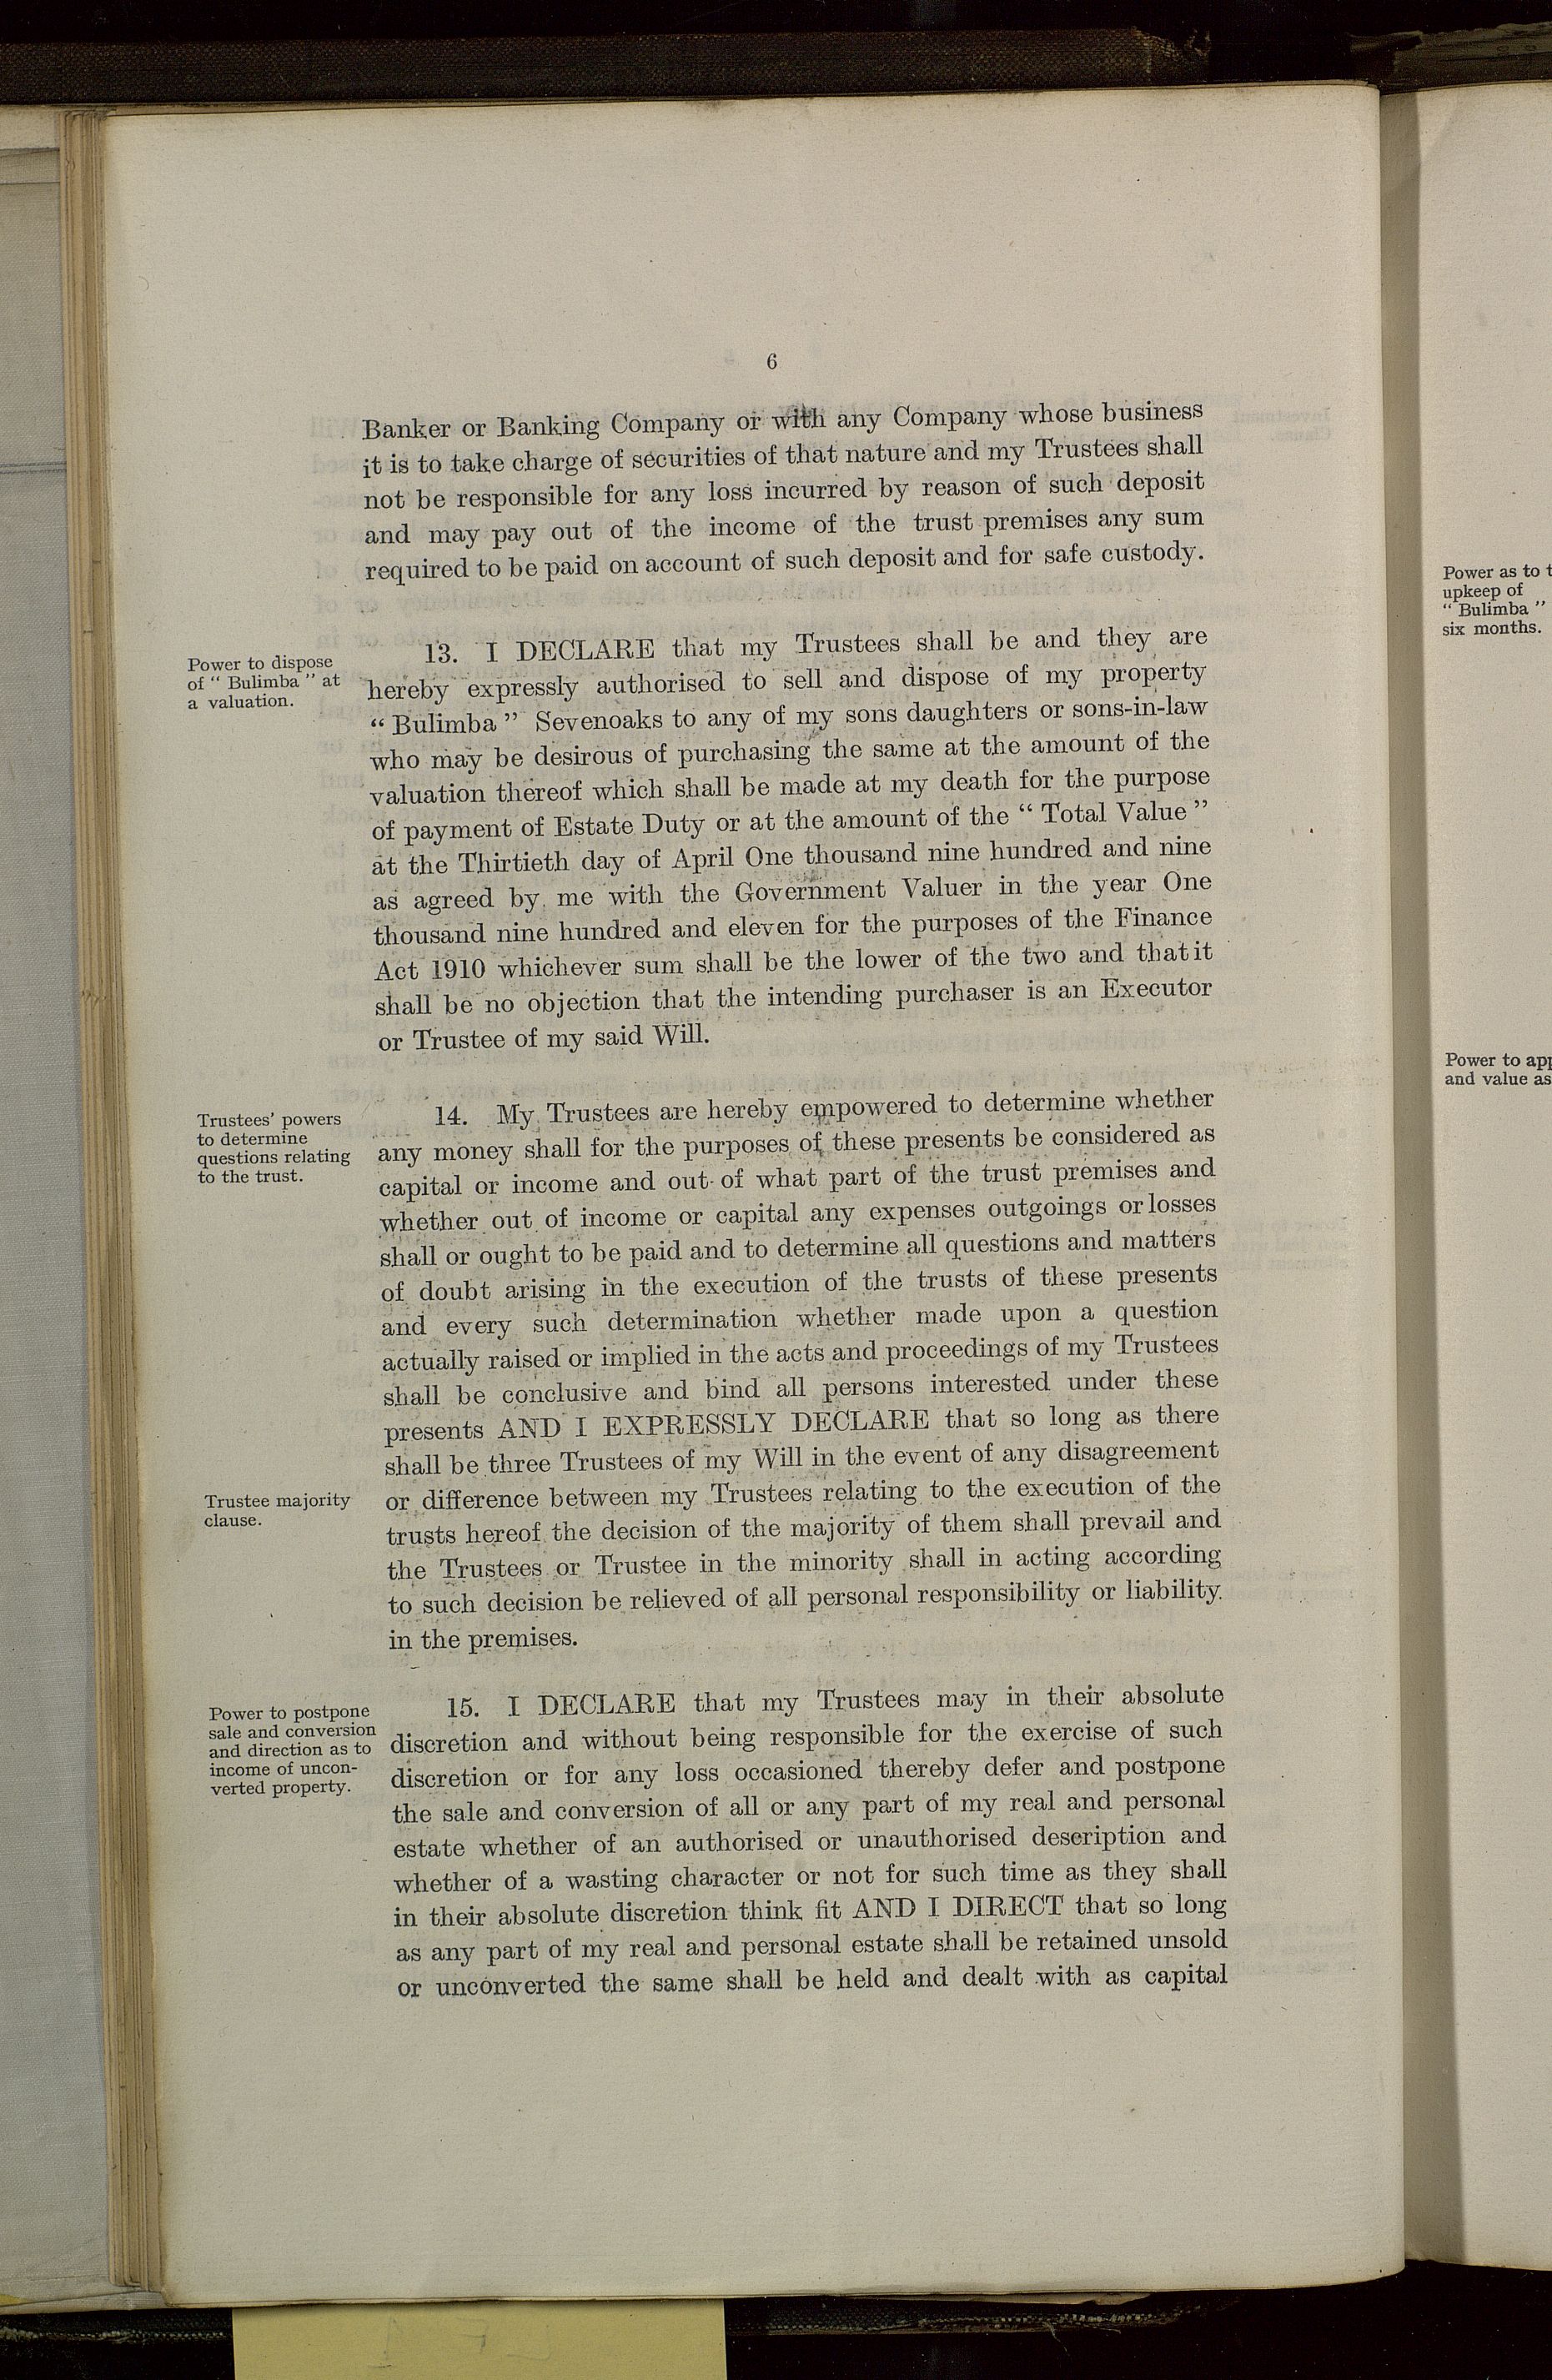 6
Banker or Banking Company or with any Company whose business
it is to take charge of securities of that nature and my Trustees shall
not be responsible for any loss incurred by reason of such deposit
and may pay out of the income of the trust premises any sum
required to be paid on account of such deposit and for safe custody.
Power to dispose
of “ Bulimba ” at
a valuation.
13. I DECLARE that my Trustees shall be and they are
hereby expressly authorised to sell and dispose of my property
“ Bulimba ” Sevenoaks to any of my sons daughters or sons-in-law
who may be desirous of purchasing the same at the amount of the
valuation thereof which shall be made at my death for the purpose
of payment of Estate Duty or at the amount of the “ Total Value ”
at the Thirtieth day of April One thousand nine hundred and nine
as agreed by me with the Government Valuer in the year One
thousand nine hundred and eleven for the purposes of the Finance
Act 1910 whichever sum shall be the lower of the two and that it
shall be no objection that the intending purchaser is an Executor
or Trustee of my said Will.
Trustees’ powers
to determine
questions relating
to the trust.
14. My Trustees are hereby empowered to determine whether
any money shall for the purposes of these presents be considered as
capital or income and out of what part of the trust premises and
whether out of income or capital any expenses outgoings or losses
shall or ought to be paid and to determine all questions and matters
of doubt arising in the execution of the trusts of these presents
and every such determination whether made upon a question
actually raised or implied in the acts and proceedings of my Trustees
shall be conclusive and bind all persons interested under these
presents AND I EXPRESSLY DECLARE that so long as there
shall be three Trustees of my Will in the event of any disagreement
Trustee majority
clause.
or difference between my Trustees relating to the execution of the
trusts hereof the decision of the majority of them shall prevail and
the Trustees or Trustee in the minority shall in acting according
to such decision be relieved of all personal responsibility or liability
in the premises.
Power to postpone
sale and conversion
and direction as to
income of uncon-
verted property.
15. I DECLARE that my Trustees may in their absolute
discretion and without being responsible for the exercise of such
discretion or for any loss occasioned thereby defer and postpone
the sale and conversion of all or any part of my real and personal
estate whether of an authorised or unauthorised description and
whether of a wasting character or not for such time as they shall
in their absolute discretion think fit AND I DIRECT that so long
as any part of my real and personal estate shall be retained unsold
or unconverted the same shall be held and dealt with as capital
Power as to
upkeep of
“ Bulimba ”
six months.
Power to
and value as